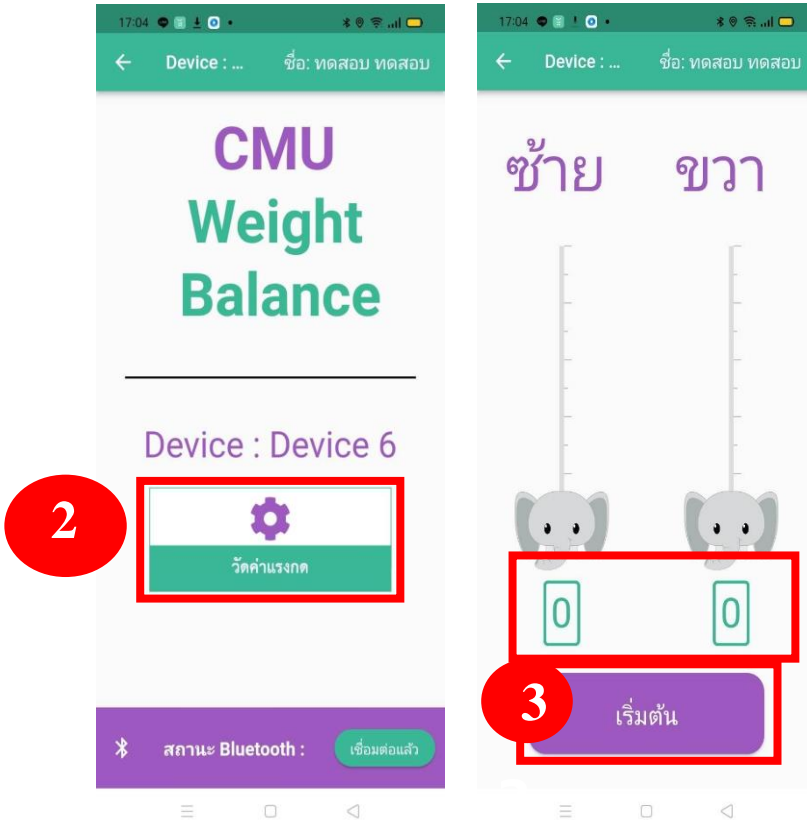 17:04
Device : ...
ชื่อ: ทดสอบ ทดสอบ
CMU
Weight
Balance
Device : Device 6
2
วัดค่าแรงกด
สถานะ Bluetooth :
เชื่อมต่อแล้ว
17:04
Device : ...
ชื่อ: ทดสอบ ทดสอบ
ซ้าย
ขวา
0
0
3
เริ่มต้น